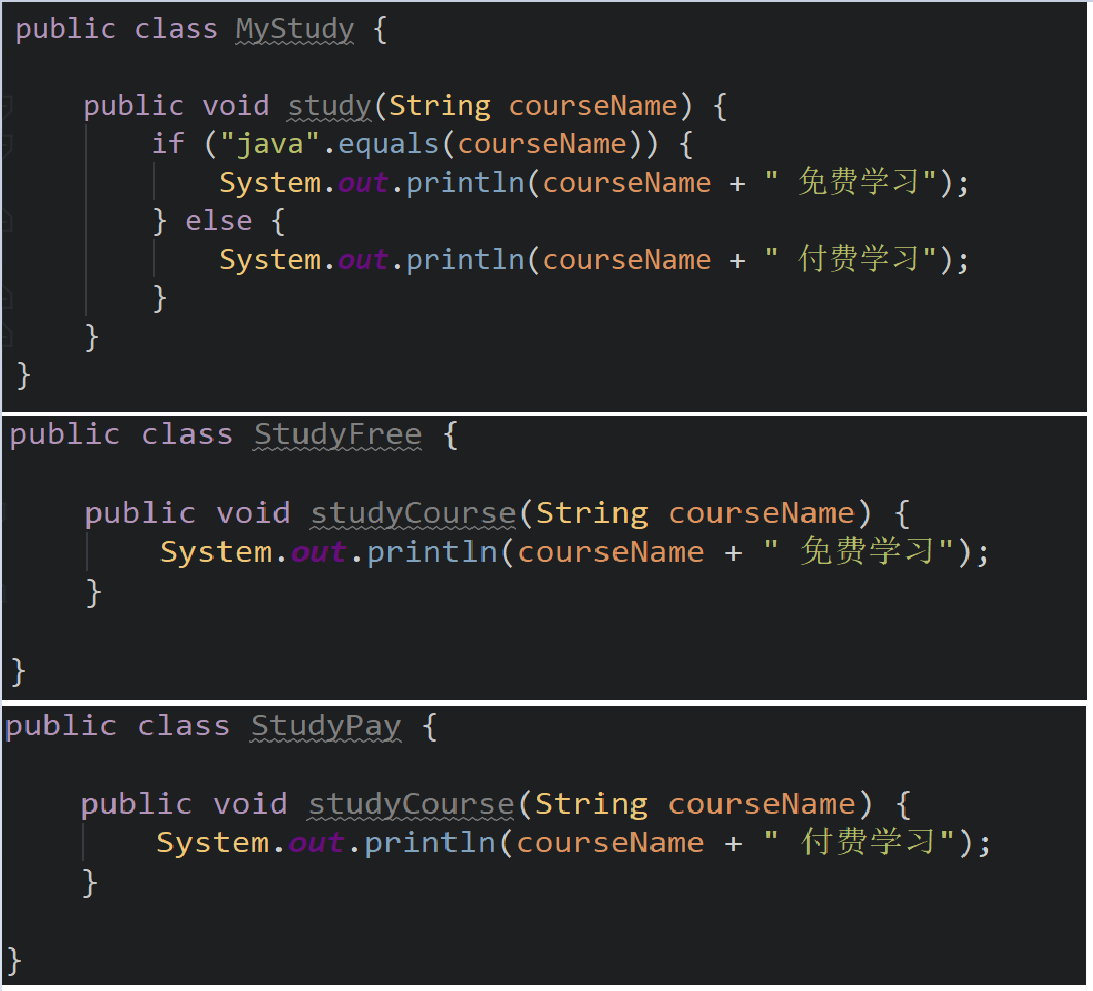 public class MyStudy {
public void study(String courseName) {
if ("java".equals(courseName)) {
System.out.println(courseName + " 免费学习");
} else {
System.out.println(courseName + " 付费学习");
}
}
}
public class StudyFree {
public void studyCourse(String courseName) {
System.out.println(courseName + " 免费学习");
}
}
public class StudyPay {
public void studyCourse(String courseName) {
System.out.println(courseName + " 付费学习");
}
}